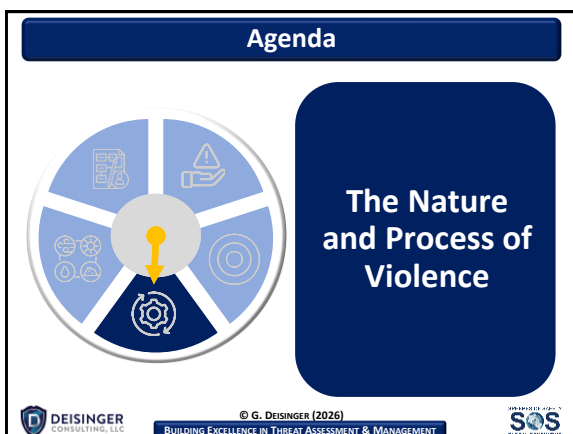 Agenda
The Nature
and Process of
Violence
DEISINGER
CONSULTING, LLC
© G. DEISINGER (2026)
BUILDING EXCELLENCE IN THREAT ASSESSMENT & MANAGEMENT
SOS